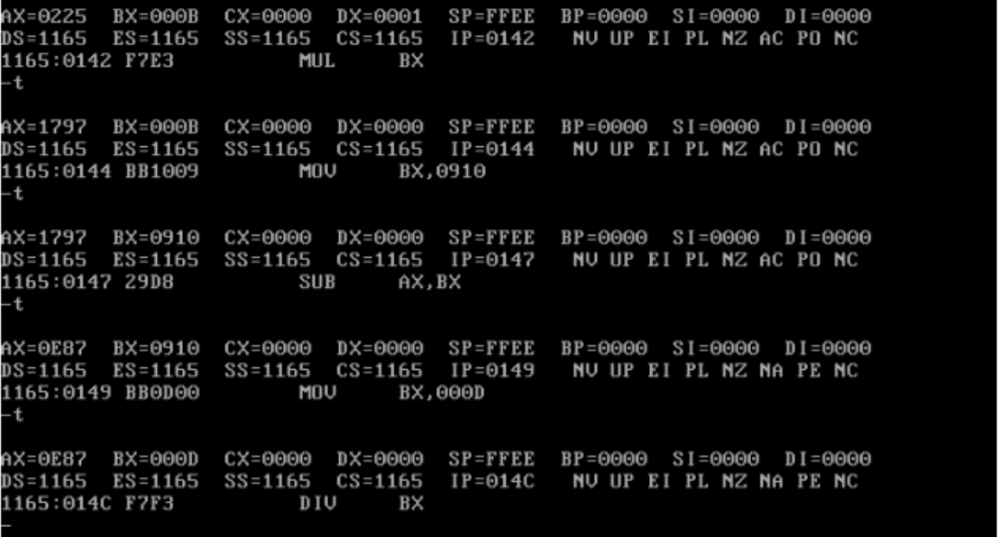 AX=0225  BX=000B  CX=0000  DX=0001  SP=FFEE  BP=0000  SI=0000  DI=0000
DS=1165  ES=1165  SS=1165  CS=1165  IP=0142   NV UP EI PL NZ AC PO NC
1165:0142 F7E3          MUL     BX
-t
AX=1797  BX=000B  CX=0000  DX=0000  SP=FFEE  BP=0000  SI=0000  DI=0000
DS=1165  ES=1165  SS=1165  CS=1165  IP=0144   NV UP EI PL NZ AC PO NC
1165:0144 BB1009        MOV     BX,0910
-t
AX=1797  BX=0910  CX=0000  DX=0000  SP=FFEE  BP=0000  SI=0000  DI=0000
DS=1165  ES=1165  SS=1165  CS=1165  IP=0147   NV UP EI PL NZ AC PO NC
1165:0147 29D8          SUB     AX,BX
-t
AX=0E87  BX=0910  CX=0000  DX=0000  SP=FFEE  BP=0000  SI=0000  DI=0000
DS=1165  ES=1165  SS=1165  CS=1165  IP=0149   NV UP EI PL NZ NA PE NC
1165:0149 BB0D00        MOV     BX,000D
-t
AX=0E87  BX=000D  CX=0000  DX=0000  SP=FFEE  BP=0000  SI=0000  DI=0000
DS=1165  ES=1165  SS=1165  CS=1165  IP=014C   NV UP EI PL NZ NA PE NC
1165:014C F7F3          DIV     BX
-